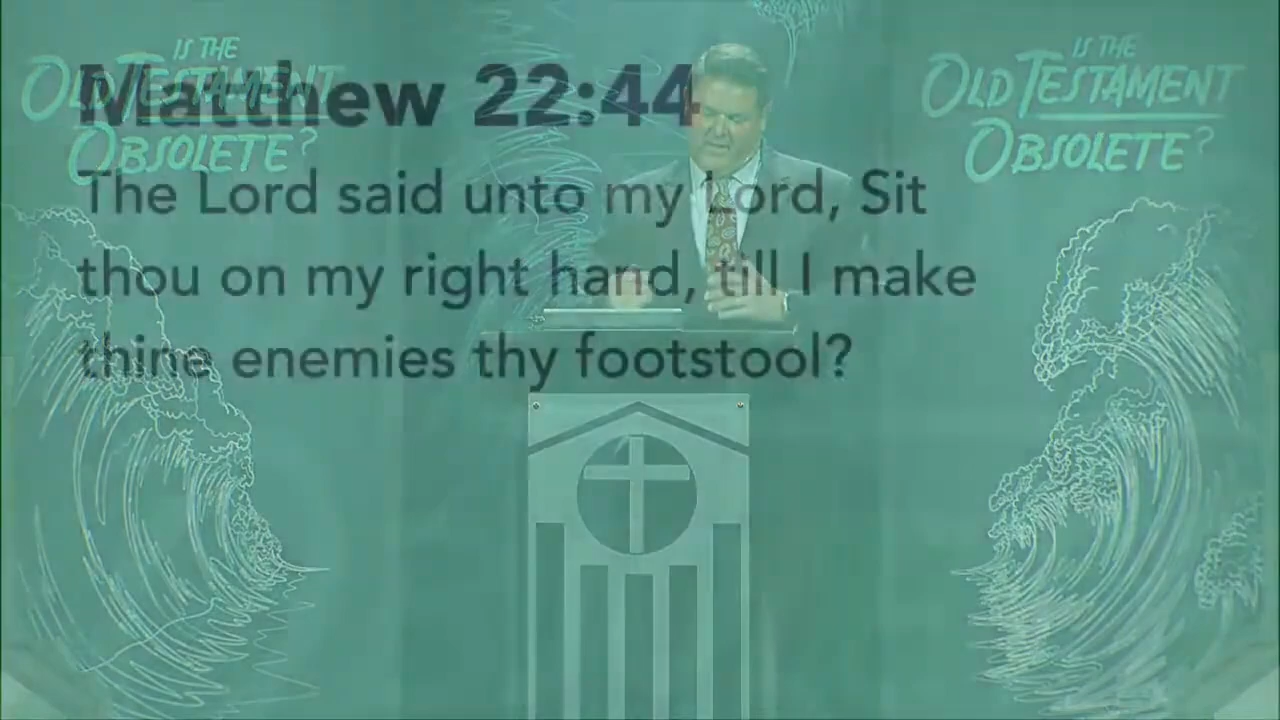 IS THE
OLD TESTAMENT
OBSOLETE?
IS THE
OLD TESTAMENT
OBSOLETE?
Matthew 22:44
The Lord said unto my Lord, Sit
thou on my right hand, till I make
thine enemies thy footstool?